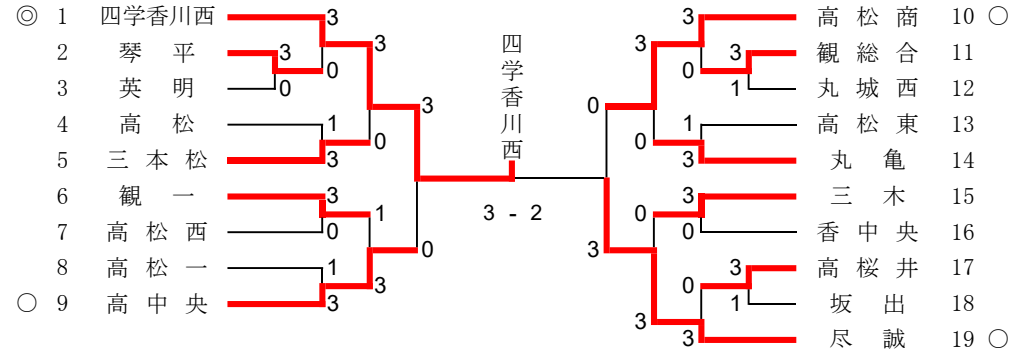 ◎ 1 四学香川西 3 3 高松商 10 ○
3 3 四学香川西
2 琴平 3 3 観総合 11
0 0
3 英明 0 1 丸城西 12
3 0
4 高松 1 1 高松東 13
0 0
5 三本松 3 3 丸亀 14
6 観一 3 3 三木 15
3 - 2
1 0
7 高松西 0 0 香中央 16
0 3
8 高松一 1 3 高桜井 17
3 0
○ 9 高中央 3 1 坂出 18
3
3 尽誠 19 ○